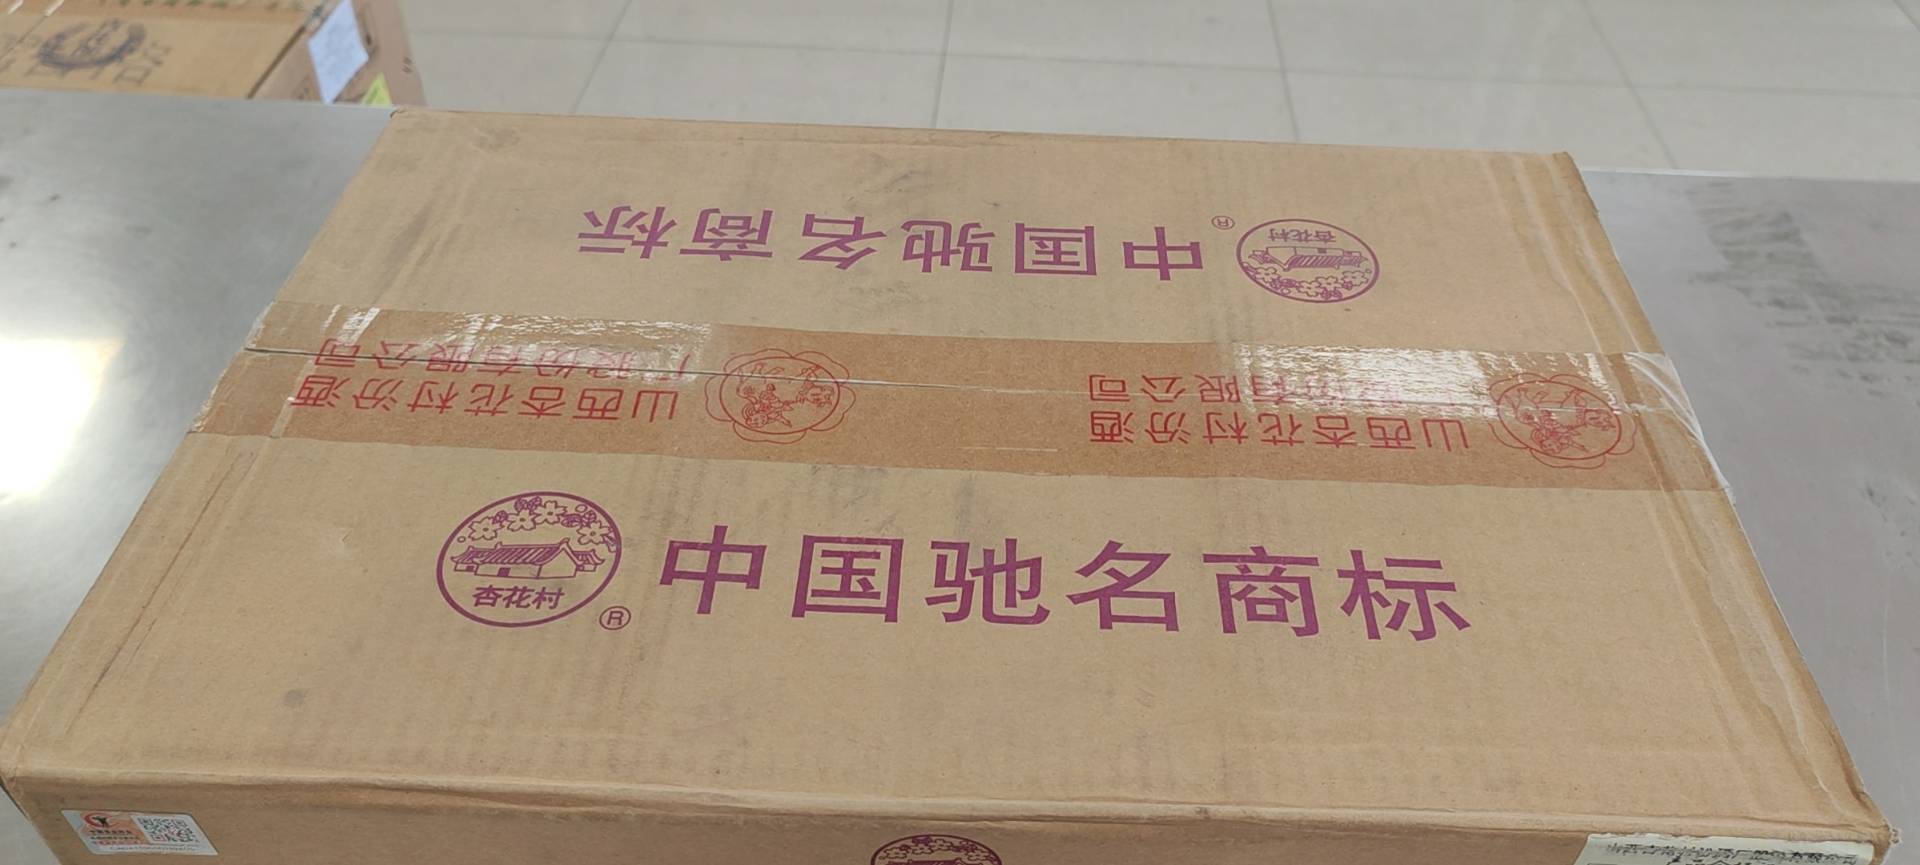 杏花村
®
中国驰名商标
山西杏花村汾酒
厂股份有限公司
山西杏花村汾酒
股份有限公司
杏花村
®
中国驰名商标